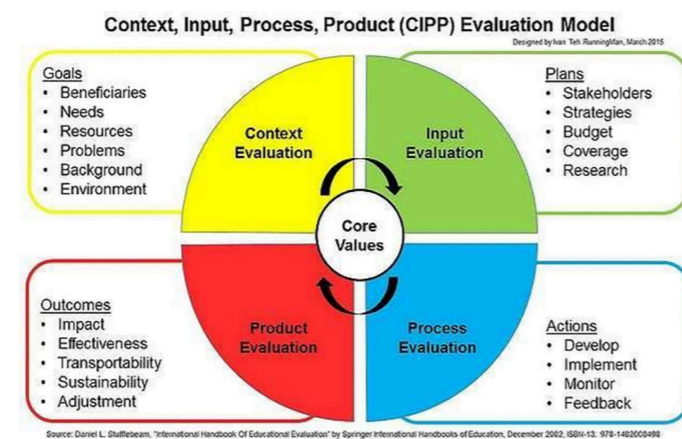 Context, Input, Process, Product (CIPP) Evaluation Model
Designed by Ivan Teh RunningMan, March 2015
Goals
• Beneficiaries
• Needs
• Resources
• Problems
• Background
• Environment
Context
Evaluation
Input
Evaluation
Plans
• Stakeholders
• Strategies
• Budget
• Coverage
• Research
Core
Values
Outcomes
• Impact
• Effectiveness
• Transportability
• Sustainability
• Adjustment
Product
Evaluation
Process
Evaluation
Actions
• Develop
• Implement
• Monitor
• Feedback
Source: Daniel L. Stufflebeam, "International Handbook Of Educational Evaluation" by Springer International Handbooks of Education, December 2002, ISBN-13: 978-1402008498